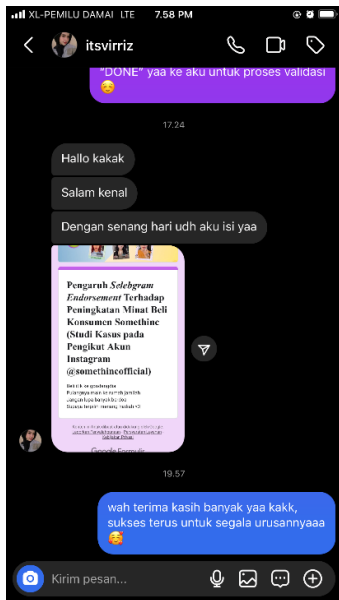 XL-PEMILU DAMAI LTE 7.58 PM
itsvirriz
"DONE" yaa ke aku untuk proses validasi
17.24
Hallo kakak
Salam kenal
Dengan senang hari udh aku isi yaa
Pengaruh Selebgram
Endorsement Terhadap
Peningkatan Minat Beli
Konsumen Somethinc
(Studi Kasus pada
Pengikut Akun
Instagram
@somethincofficial)
Google Formulir
19.57
wah terima kasih banyak yaa kakk,
sukses terus untuk segala urusannyaaa
Kirim pesan...